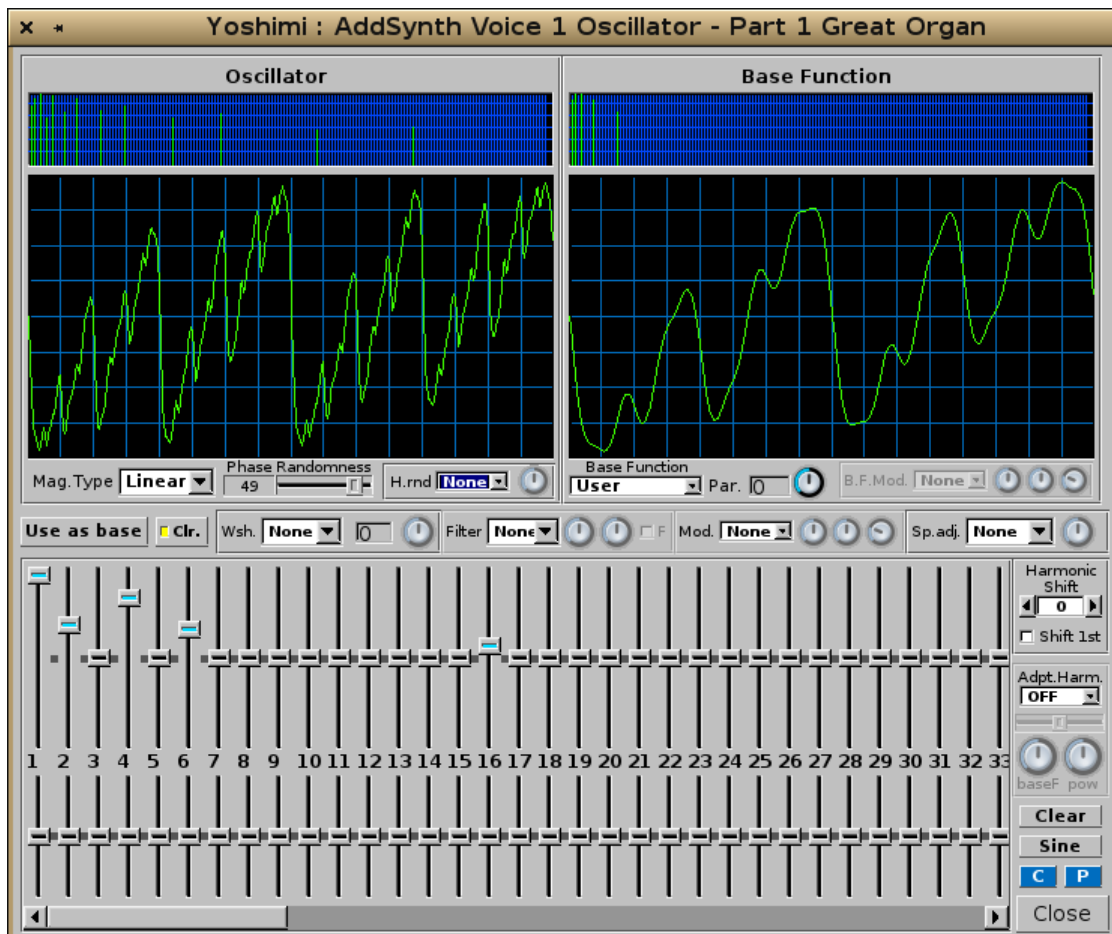 Yoshimi : AddSynth Voice 1 Oscillator - Part 1 Great Organ
Oscillator
Base Function
Mag.Type Linear
Phase Randomness
49
H.rnd None
Base Function
User
Par. 0
B.F.Mod. None
Use as base
Clr.
Wsh. None 0
Filter None
F
Mod. None
Sp.adj. None
Harmonic
Shift
0
Shift 1st
Adpt.Harm.
OFF
baseF pow
1 2 3 4 5 6 7 8 9 10 11 12 13 14 15 16 17 18 19 20 21 22 23 24 25 26 27 28 29 30 31 32 33
Clear
Sine
C P
Close